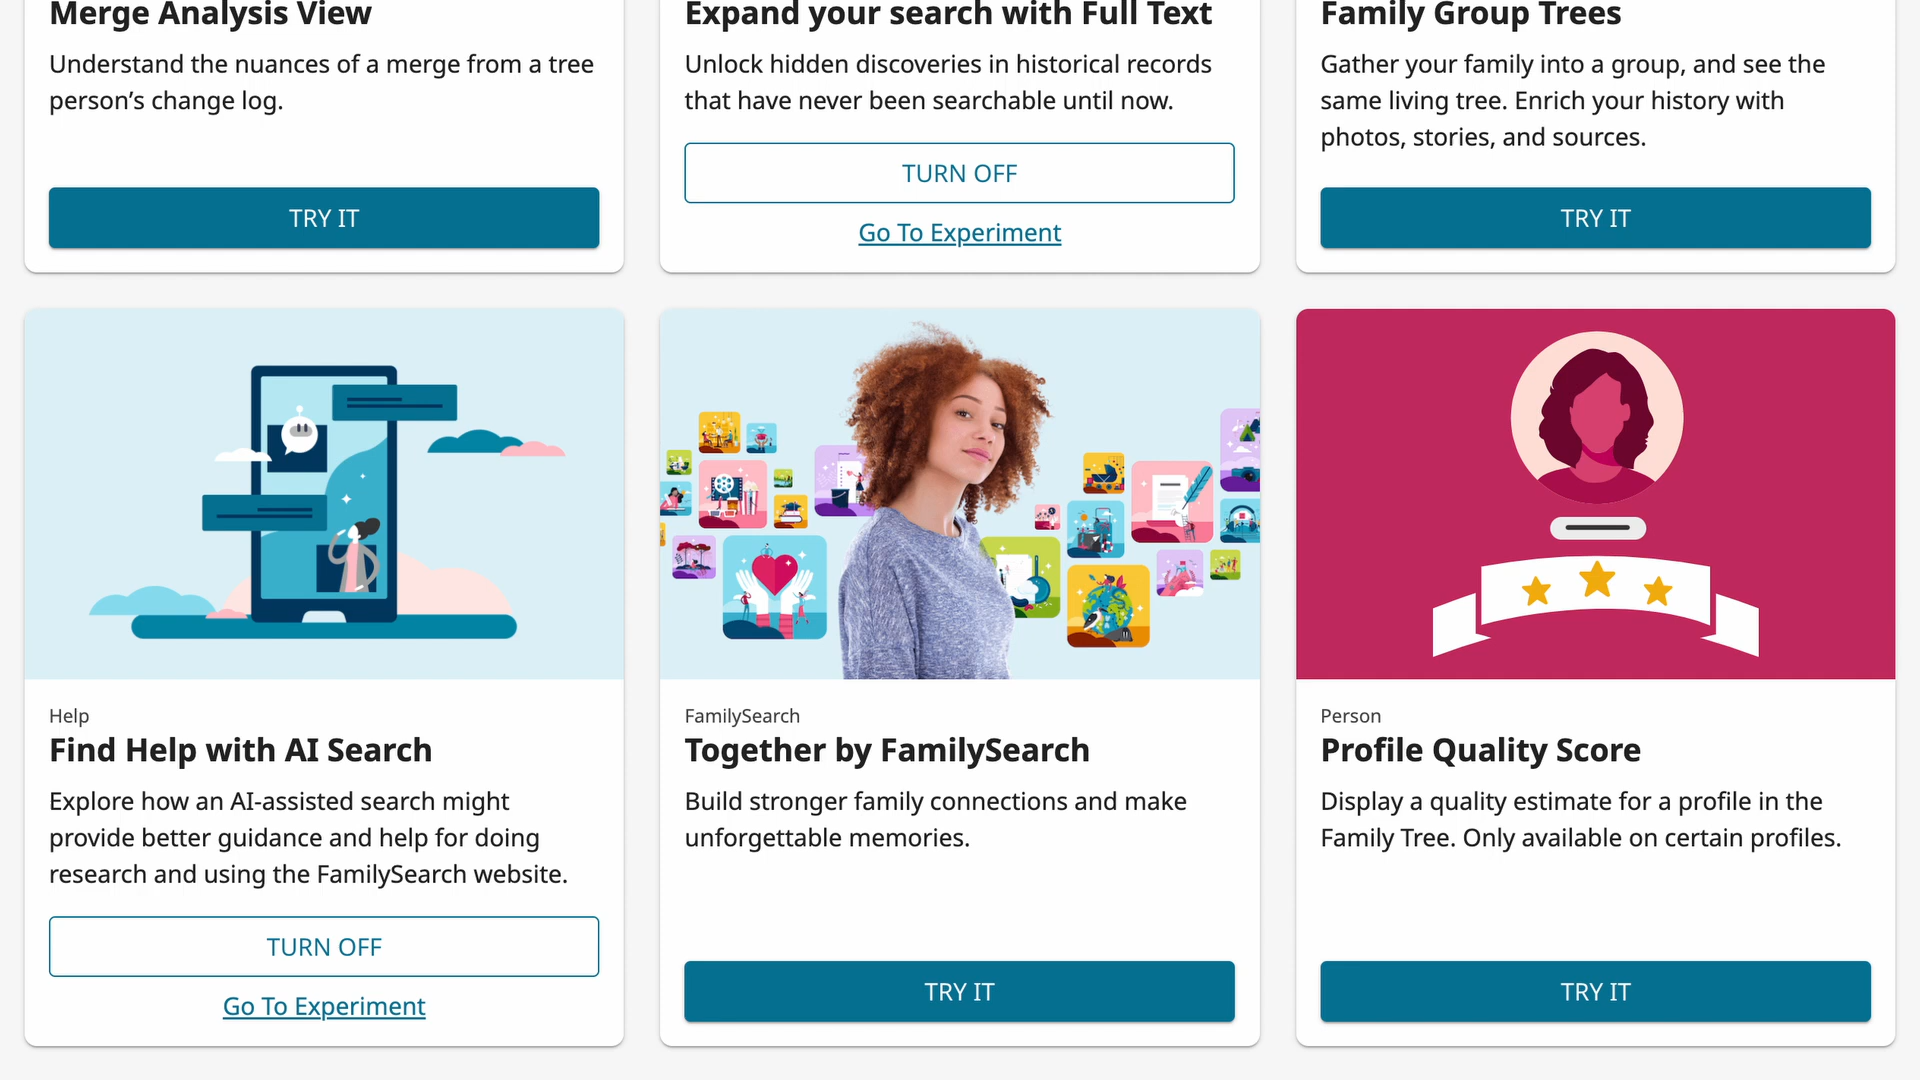 Merge Analysis View
Understand the nuances of a merge from a tree
person’s change log.
TRY IT
Expand your search with Full Text
Unlock hidden discoveries in historical records
that have never been searchable until now.
TURN OFF
Go To Experiment
Family Group Trees
Gather your family into a group, and see the
same living tree. Enrich your history with
photos, stories, and sources.
TRY IT
Help
Find Help with AI Search
Explore how an AI-assisted search might
provide better guidance and help for doing
research and using the FamilySearch website.
TURN OFF
Go To Experiment
FamilySearch
Together by FamilySearch
Build stronger family connections and make
unforgettable memories.
TRY IT
Person
Profile Quality Score
Display a quality estimate for a profile in the
Family Tree. Only available on certain profiles.
TRY IT